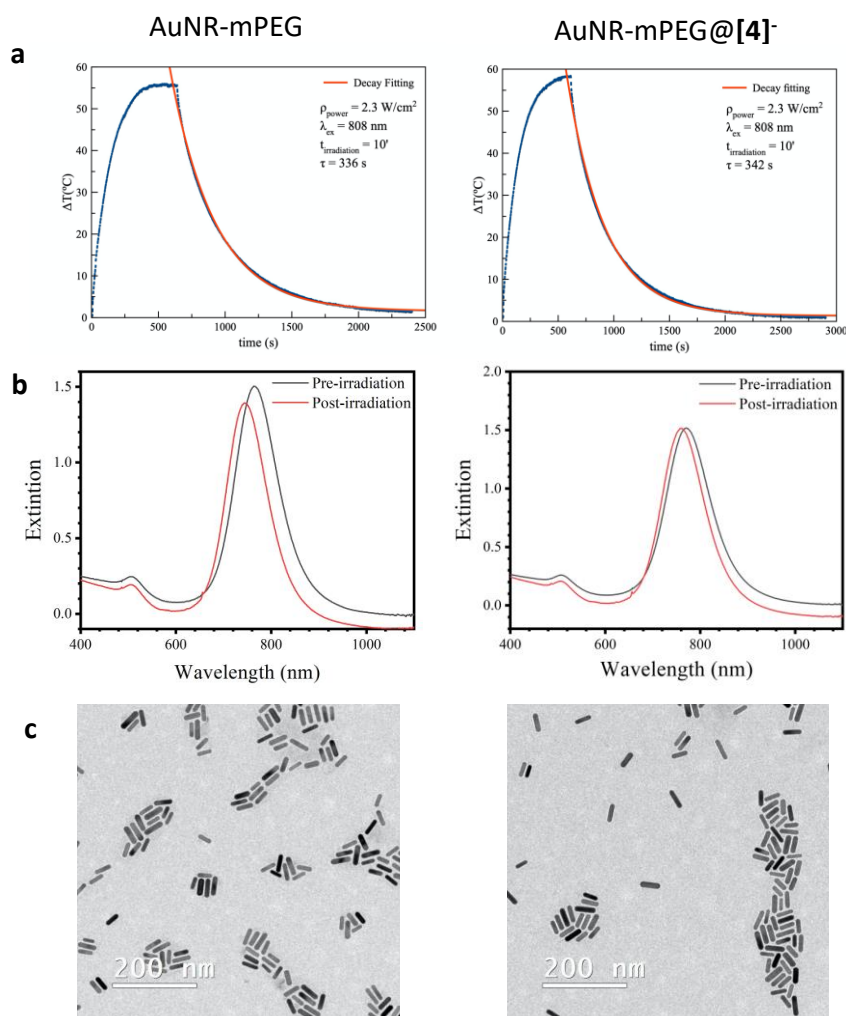 AuNR-mPEG
AuNR-mPEG@[4]⁻
a
60
50
40
30
20
10
0
ΔT(ºC)
Decay Fitting
ρpower = 2.3 W/cm²
λex = 808 nm
tirradiation = 10'
τ = 336 s
0 500 1000 1500 2000 2500
time (s)
60
50
40
30
20
10
0
ΔT(ºC)
Decay fitting
ρpower = 2.3 W/cm²
λex = 808 nm
tirradiation = 10'
τ = 342 s
0 500 1000 1500 2000 2500 3000
time (s)
b
1.5
1.0
0.5
0.0
Extintion
Pre-irradiation
Post-irradiation
400 600 800 1000
Wavelength (nm)
2.0
1.5
1.0
0.5
0.0
Extintion
Pre-irradiation
Post-irradiation
400 600 800 1000
Wavelength (nm)
c
200 nm
200 nm